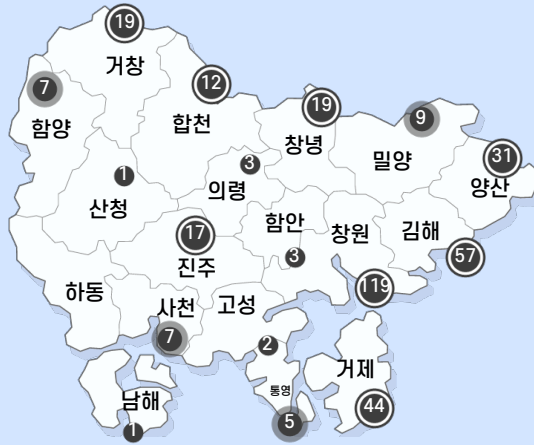 19
거창
7
함양
12
합천
19
창녕
9
밀양
31
양산
1
산청
3
의령
함안
3
창원
김해
57
17
진주
119
하동
사천
7
고성
2
통영
5
거제
44
남해
1